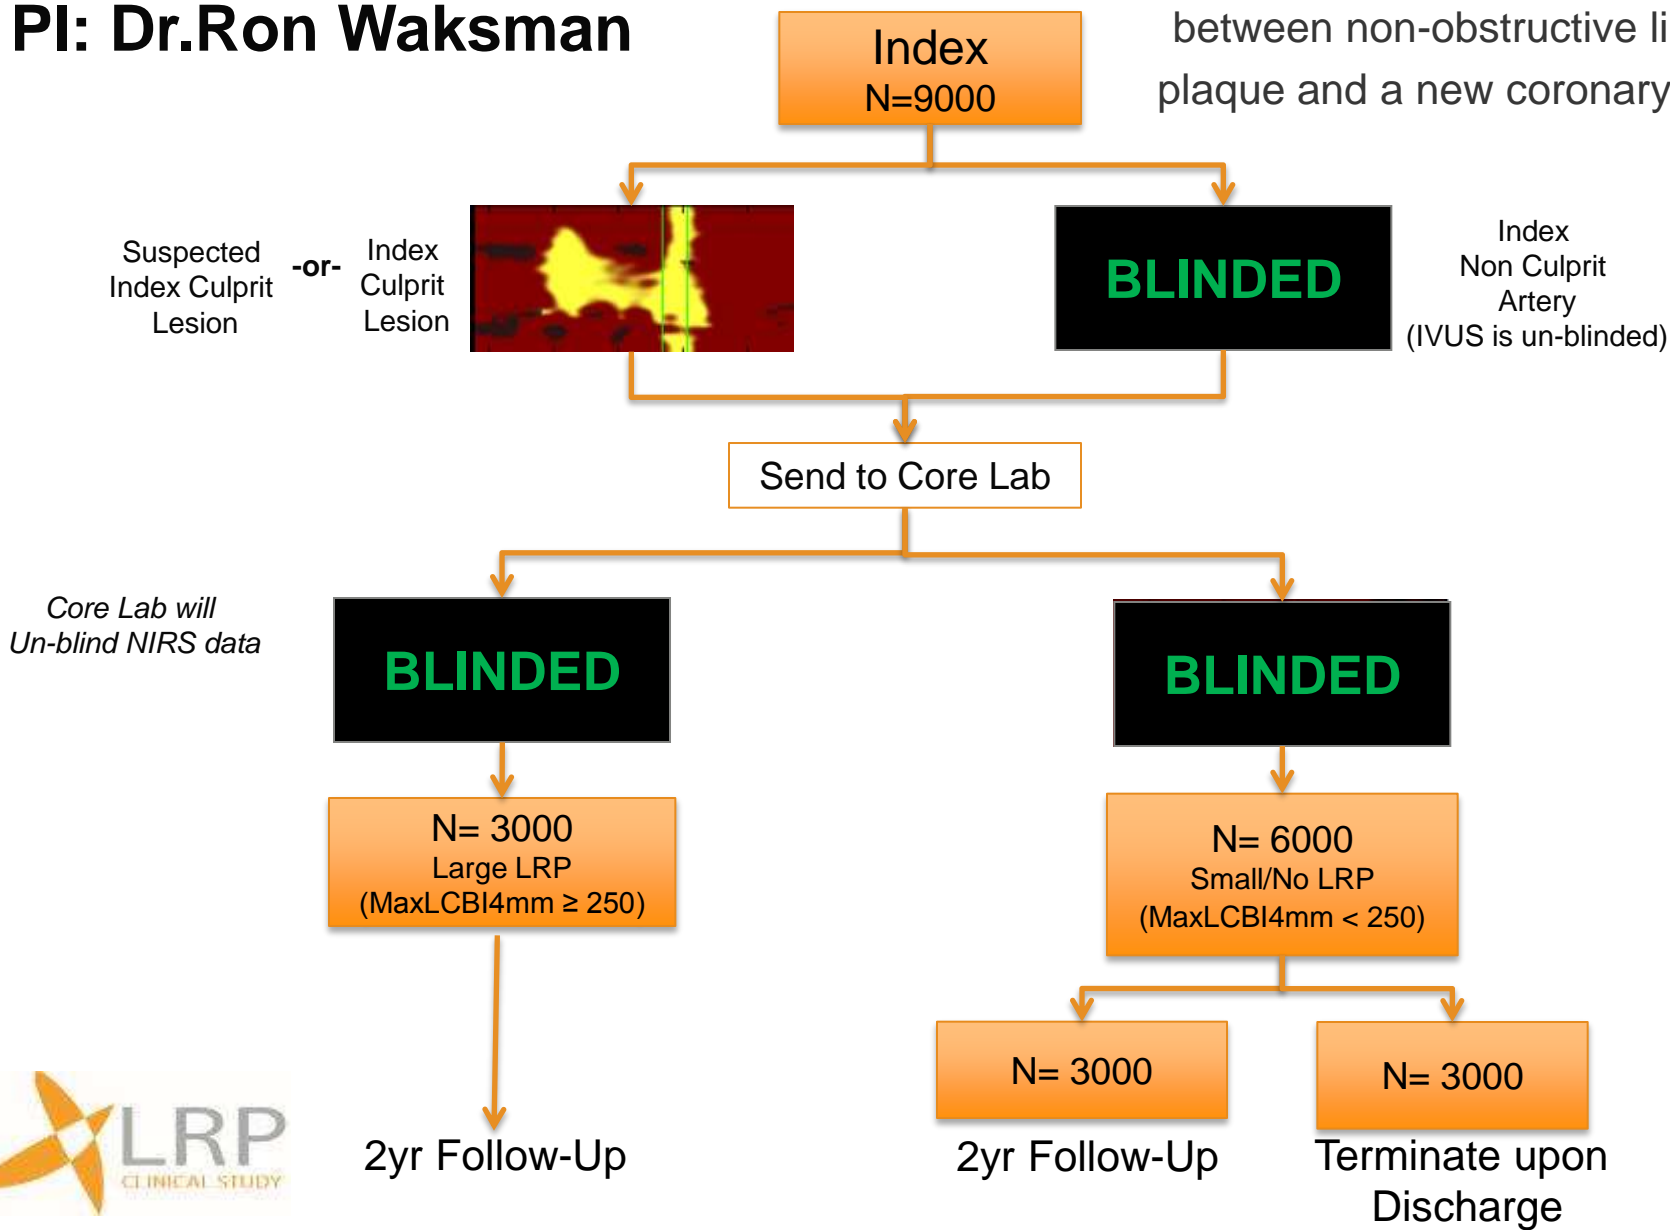 PI: Dr.Ron Waksman
between non-obstructive li
plaque and a new coronary
Index
N=9000
Suspected
Index Culprit
Lesion
-or-
Index
Culprit
Lesion
BLINDED
Index
Non Culprit
Artery
(IVUS is un-blinded)
Send to Core Lab
Core Lab will
Un-blind NIRS data
BLINDED
BLINDED
N= 3000
Large LRP
(MaxLCBI4mm ≥ 250)
N= 6000
Small/No LRP
(MaxLCBI4mm < 250)
N= 3000
N= 3000
2yr Follow-Up
2yr Follow-Up
Terminate upon
Discharge
LRP
CLINICAL STUDY